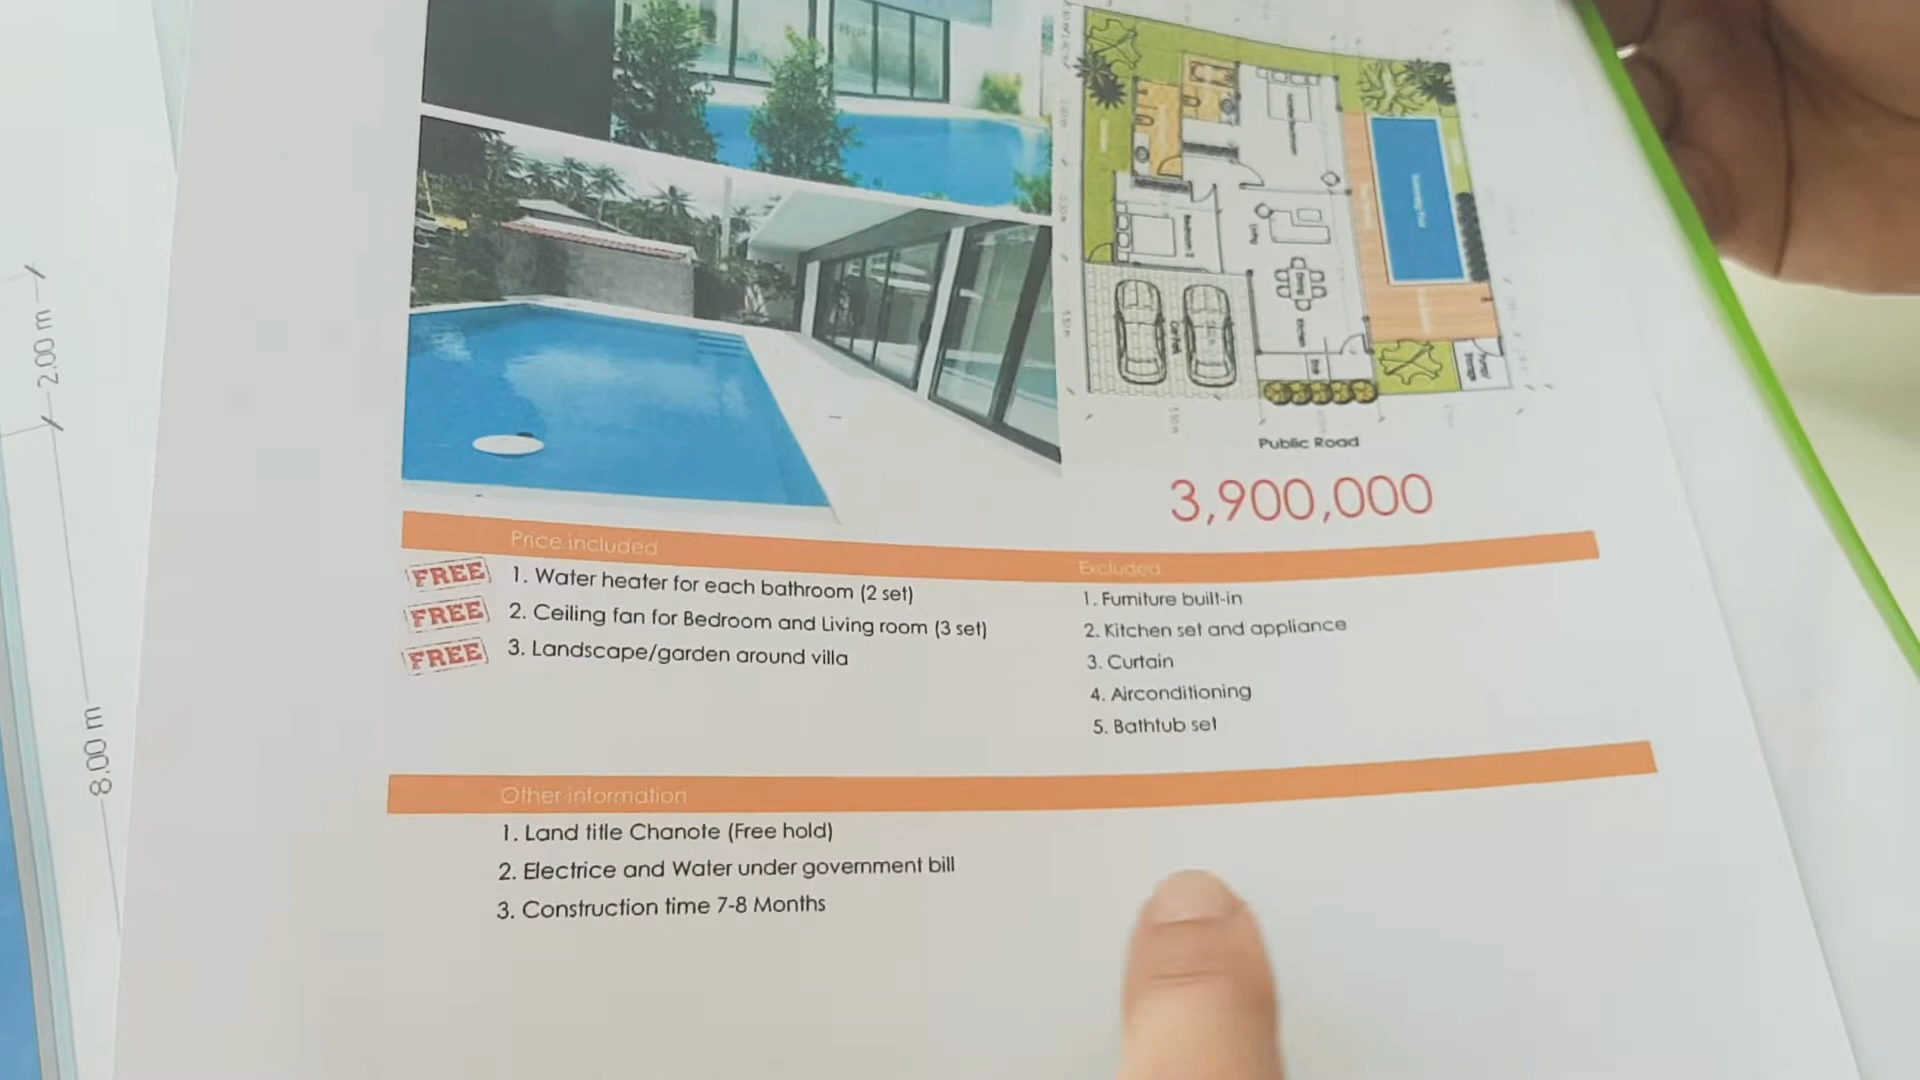 2.00 m
8.00 m
Public Road
3,900,000
Price included
FREE 1. Water heater for each bathroom (2 set)
FREE 2. Ceiling fan for Bedroom and Living room (3 set)
FREE 3. Landscape/garden around villa
Excluded
1. Furniture built-in
2. Kitchen set and appliance
3. Curtain
4. Airconditioning
5. Bathtub set
Other information
1. Land title Chanote (Free hold)
2. Electrice and Water under government bill
3. Construction time 7-8 Months